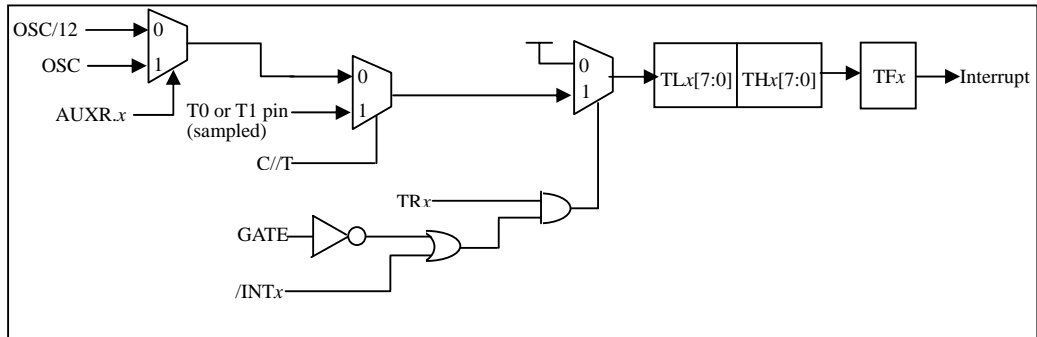 OSC/12
0
OSC
1
AUXR.x
0
T0 or T1 pin
(sampled)
1
C//T
0
1
TLx[7:0]
THx[7:0]
TFx
Interrupt
TRx
GATE
/INTx